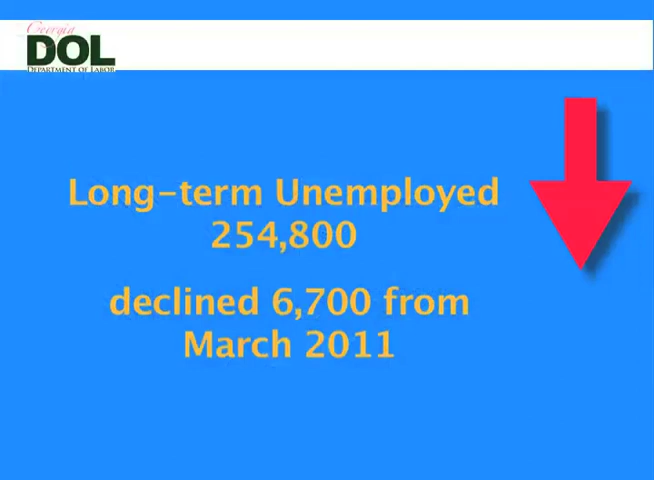 Georgia
DOL
DEPARTMENT OF LABOR
Long-term Unemployed
254,800
declined 6,700 from
March 2011